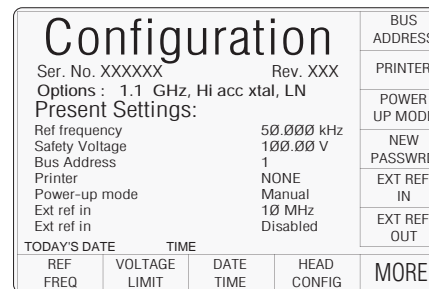 Configuration
Ser. No. XXXXXX Rev. XXX
Options : 1.1 GHz, Hi acc xtal, LN
Present Settings:
Ref frequency 5Ø.ØØØ kHz
Safety Voltage 1ØØ.ØØ V
Bus Address 1
Printer NONE
Power-up mode Manual
Ext ref in 1Ø MHz
Ext ref in Disabled
TODAY'S DATE TIME
BUS
ADDRESS
PRINTER
POWER
UP MODE
NEW
PASSWRD
EXT REF
IN
EXT REF
OUT
REF
FREQ
VOLTAGE
LIMIT
DATE
TIME
HEAD
CONFIG
MORE